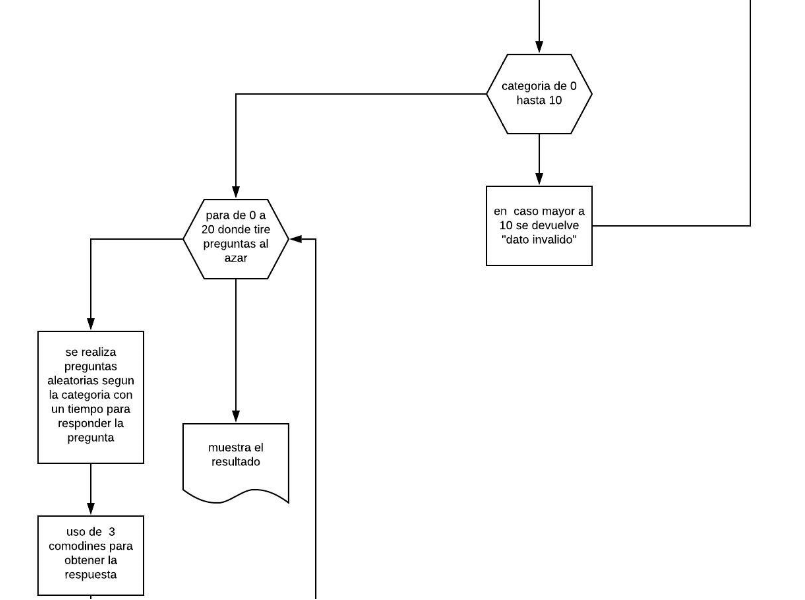 categoria de 0
hasta 10
en caso mayor a
10 se devuelve
"dato invalido"
para de 0 a
20 donde tire
preguntas al
azar
se realiza
preguntas
aleatorias segun
la categoria con
un tiempo para
responder la
pregunta
muestra el
resultado
uso de 3
comodines para
obtener la
respuesta